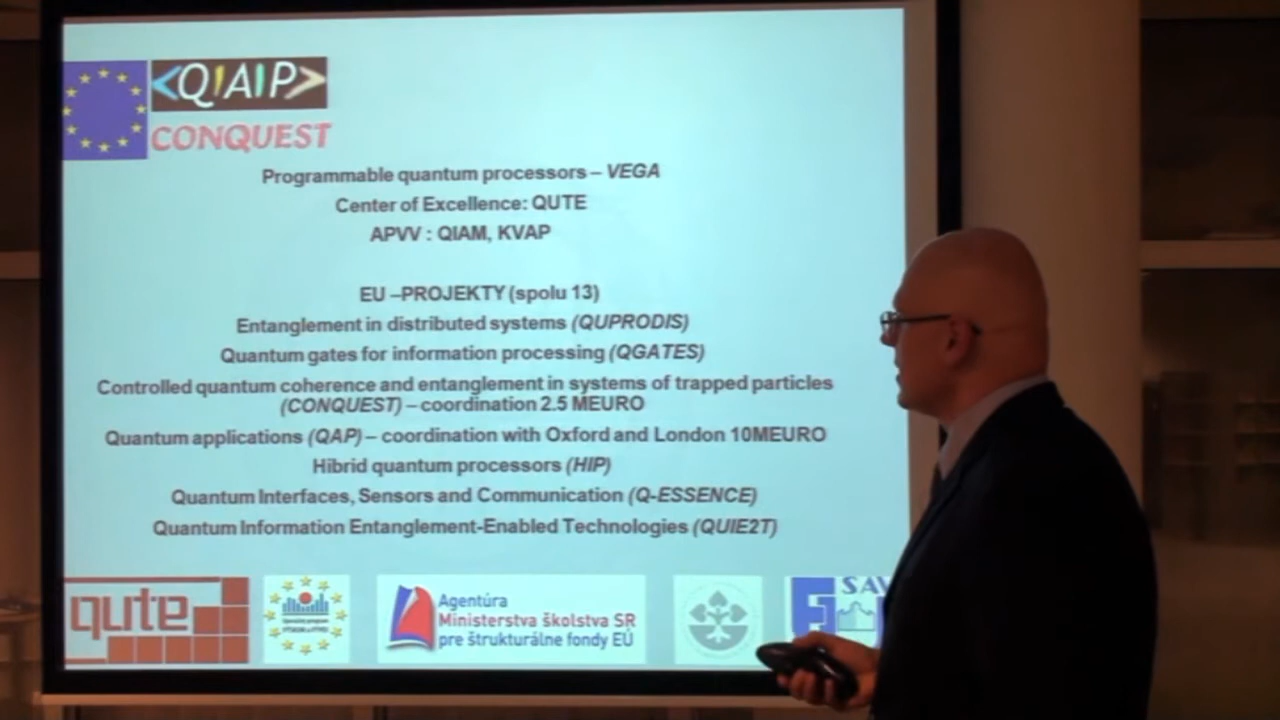 <Q|A|P>
CONQUEST
Programmable quantum processors – VEGA
Center of Excellence: QUTE
APVV : QIAM, KVAP
EU –PROJEKTY (spolu 13)
Entanglement in distributed systems (QUPRODIS)
Quantum gates for information processing (QGATES)
Controlled quantum coherence and entanglement in systems of trapped particles
(CONQUEST) – coordination 2.5 MEURO
Quantum applications (QAP) – coordination with Oxford and London 10MEURO
Hibrid quantum processors (HIP)
Quantum Interfaces, Sensors and Communication (Q-ESSENCE)
Quantum Information Entanglement-Enabled Technologies (QUIE2T)
qute
Agentúra
Ministerstva školstva SR
pre štrukturálne fondy EÚ
SAV